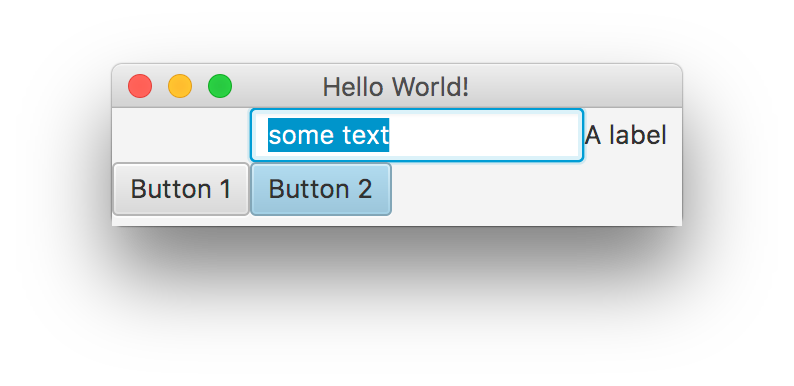 Hello World!
some text A label
Button 1 Button 2